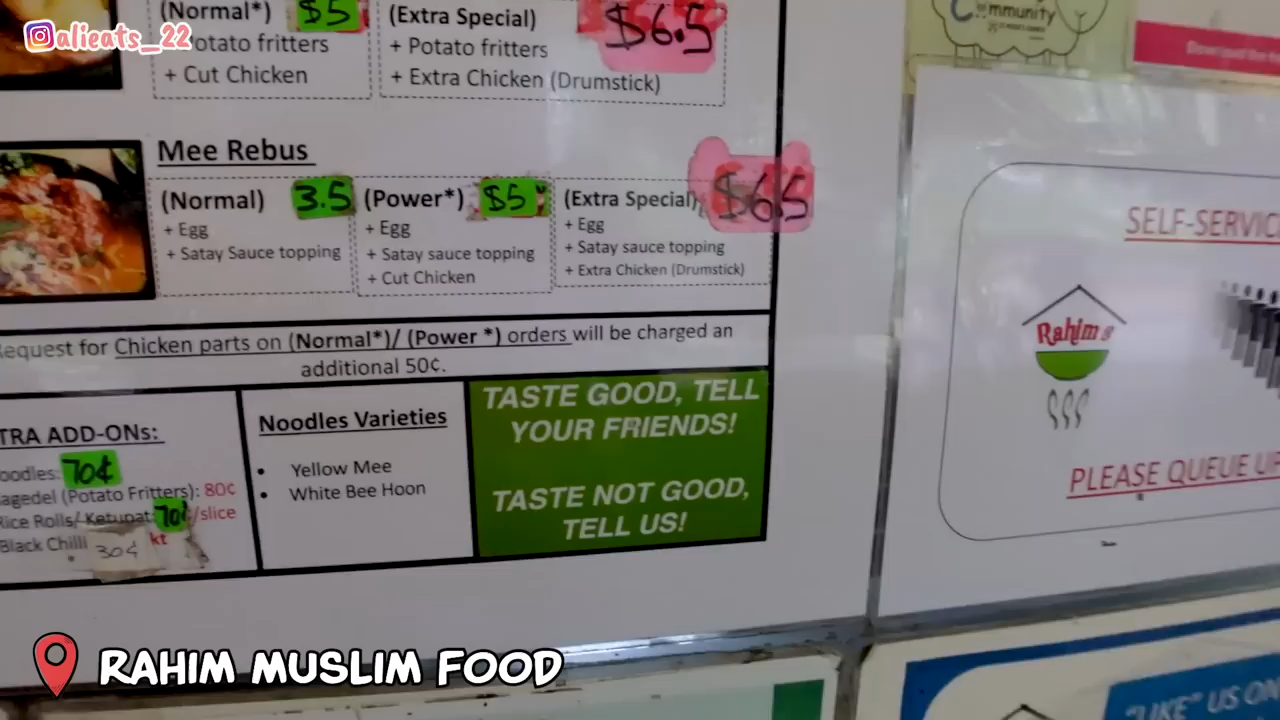 alieats_22
(Normal*) $5
Potato fritters
+ Cut Chicken
(Extra Special) $6.5
+ Potato fritters
+ Extra Chicken (Drumstick)
Mee Rebus
(Normal) 3.5
+ Egg
+ Satay Sauce topping
(Power*) $5
+ Egg
+ Satay sauce topping
+ Cut Chicken
(Extra Special) $6.5
+ Egg
+ Satay sauce topping
+ Extra Chicken (Drumstick)
Request for Chicken parts on (Normal*)/ (Power *) orders will be charged an
additional 50¢.
TRA ADD-ONs:
oodles: 70¢
agedel (Potato Fritters): 80¢
Rice Rolls/ Ketupat: 70¢/slice
Black Chilli 30¢ kt
Noodles Varieties
• Yellow Mee
• White Bee Hoon
TASTE GOOD, TELL
YOUR FRIENDS!
TASTE NOT GOOD,
TELL US!
mmunity
SELF-SERVIC
Rahim
PLEASE QUEUE UP
"LIKE" US ON
RAHIM MUSLIM FOOD